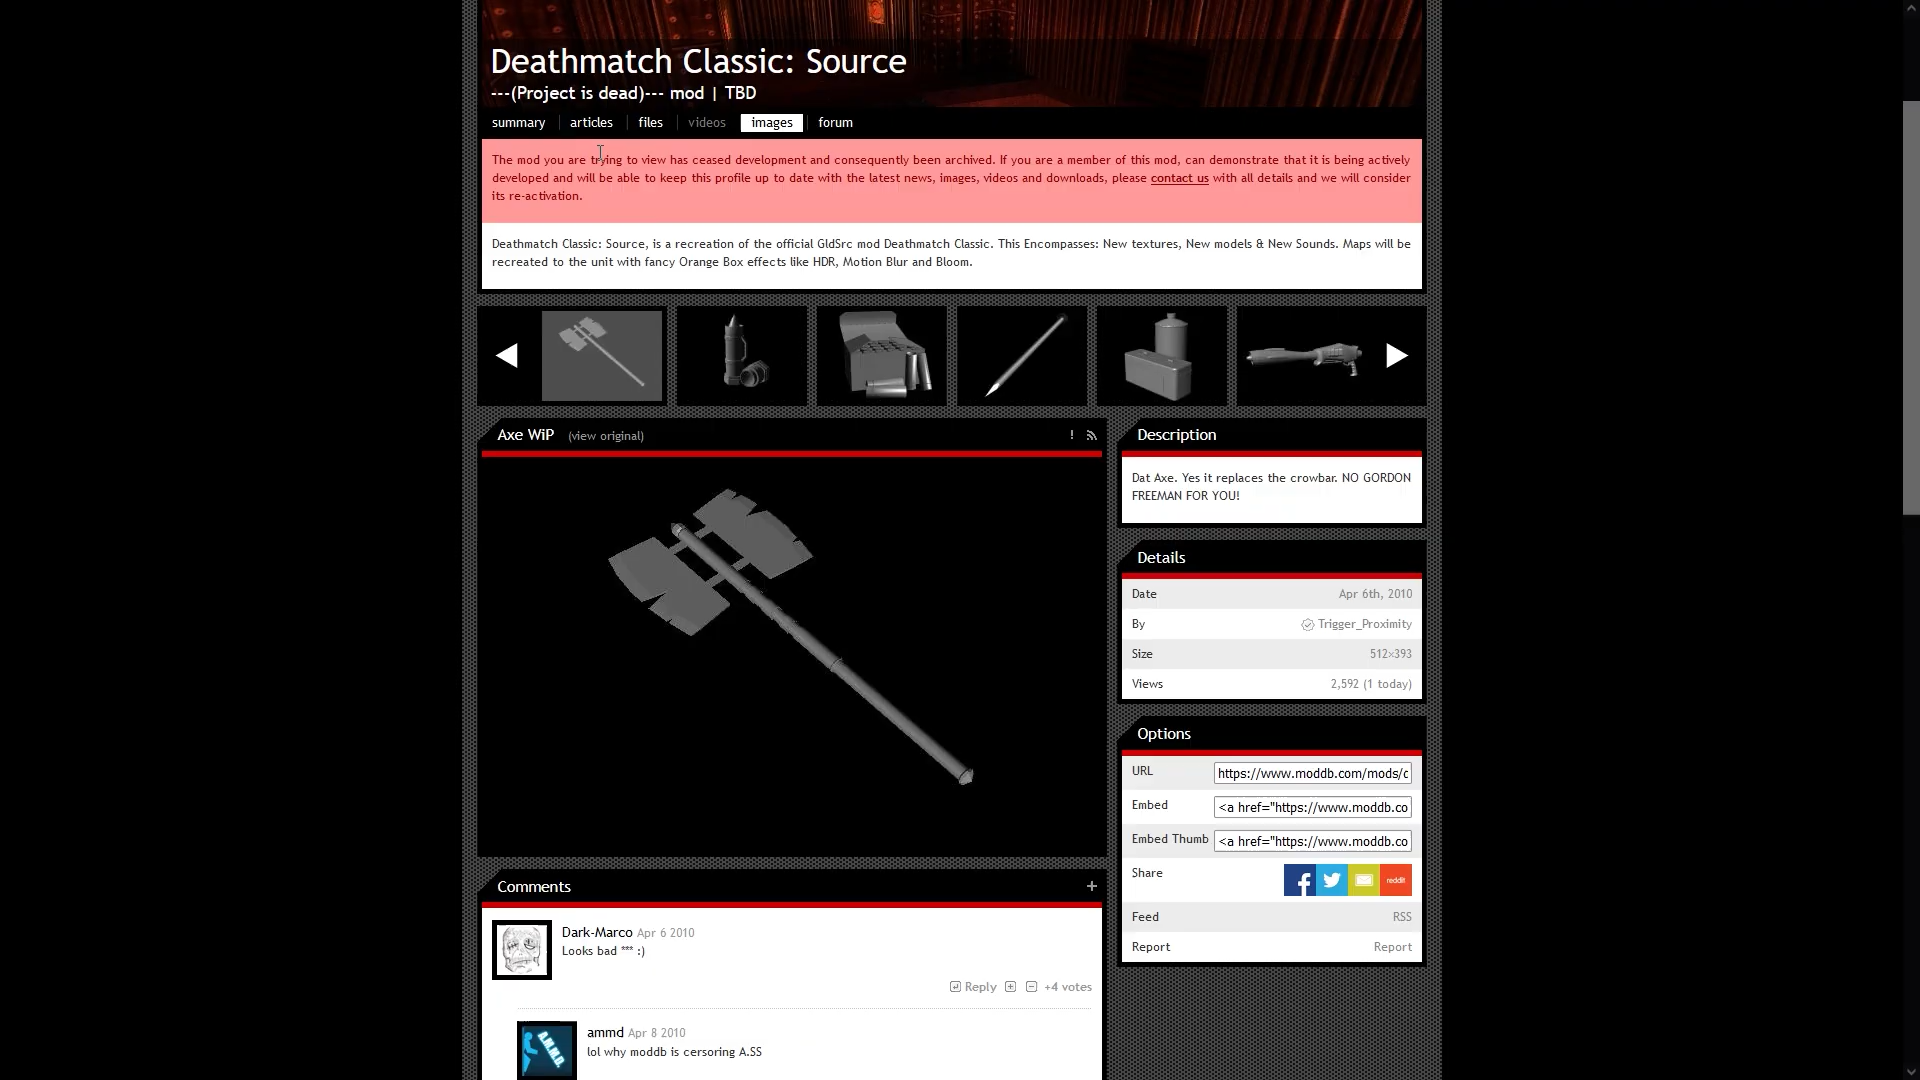 Deathmatch Classic: Source
---(Project is dead)--- mod | TBD
summary articles files videos images forum
The mod you are trying to view has ceased development and consequently been archived. If you are a member of this mod, can demonstrate that it is being actively
developed and will be able to keep this profile up to date with the latest news, images, videos and downloads, please contact us with all details and we will consider
its re-activation.
Deathmatch Classic: Source, is a recreation of the official GldSrc mod Deathmatch Classic. This Encompasses: New textures, New models & New Sounds. Maps will be
recreated to the unit with fancy Orange Box effects like HDR, Motion Blur and Bloom.
Axe WiP (view original)
Description
Dat Axe. Yes it replaces the crowbar. NO GORDON
FREEMAN FOR YOU!
Details
Date Apr 6th, 2010
By Trigger_Proximity
Size 512×393
Views 2,592 (1 today)
Options
URL https://www.moddb.com/mods/c
Embed <a href="https://www.moddb.co
Embed Thumb <a href="https://www.moddb.co
Share reddit
Feed RSS
Report Report
Comments
Dark-Marco Apr 6 2010
Looks bad *** :)
Reply +4 votes
ammd Apr 8 2010
lol why moddb is cersoring A.SS